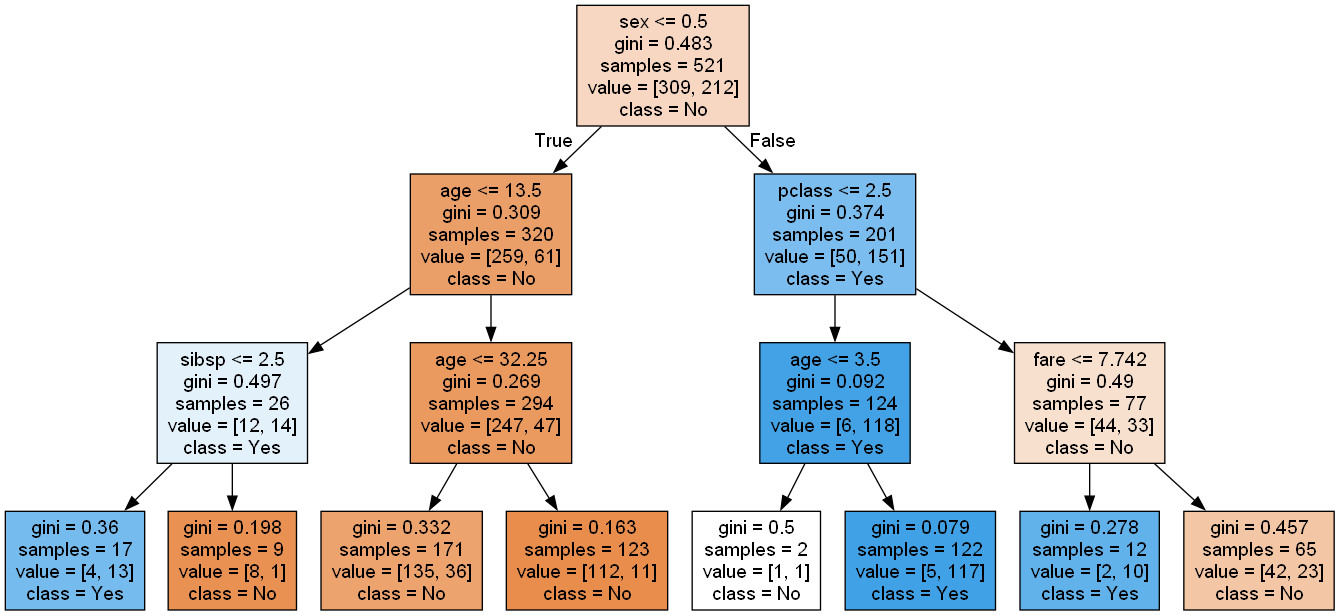 sex <= 0.5
gini = 0.483
samples = 521
value = [309, 212]
class = No
True
False
age <= 13.5
gini = 0.309
samples = 320
value = [259, 61]
class = No
pclass <= 2.5
gini = 0.374
samples = 201
value = [50, 151]
class = Yes
sibsp <= 2.5
gini = 0.497
samples = 26
value = [12, 14]
class = Yes
age <= 32.25
gini = 0.269
samples = 294
value = [247, 47]
class = No
age <= 3.5
gini = 0.092
samples = 124
value = [6, 118]
class = Yes
fare <= 7.742
gini = 0.49
samples = 77
value = [44, 33]
class = No
gini = 0.36
samples = 17
value = [4, 13]
class = Yes
gini = 0.198
samples = 9
value = [8, 1]
class = No
gini = 0.332
samples = 171
value = [135, 36]
class = No
gini = 0.163
samples = 123
value = [112, 11]
class = No
gini = 0.5
samples = 2
value = [1, 1]
class = No
gini = 0.079
samples = 122
value = [5, 117]
class = Yes
gini = 0.278
samples = 12
value = [2, 10]
class = Yes
gini = 0.457
samples = 65
value = [42, 23]
class = No